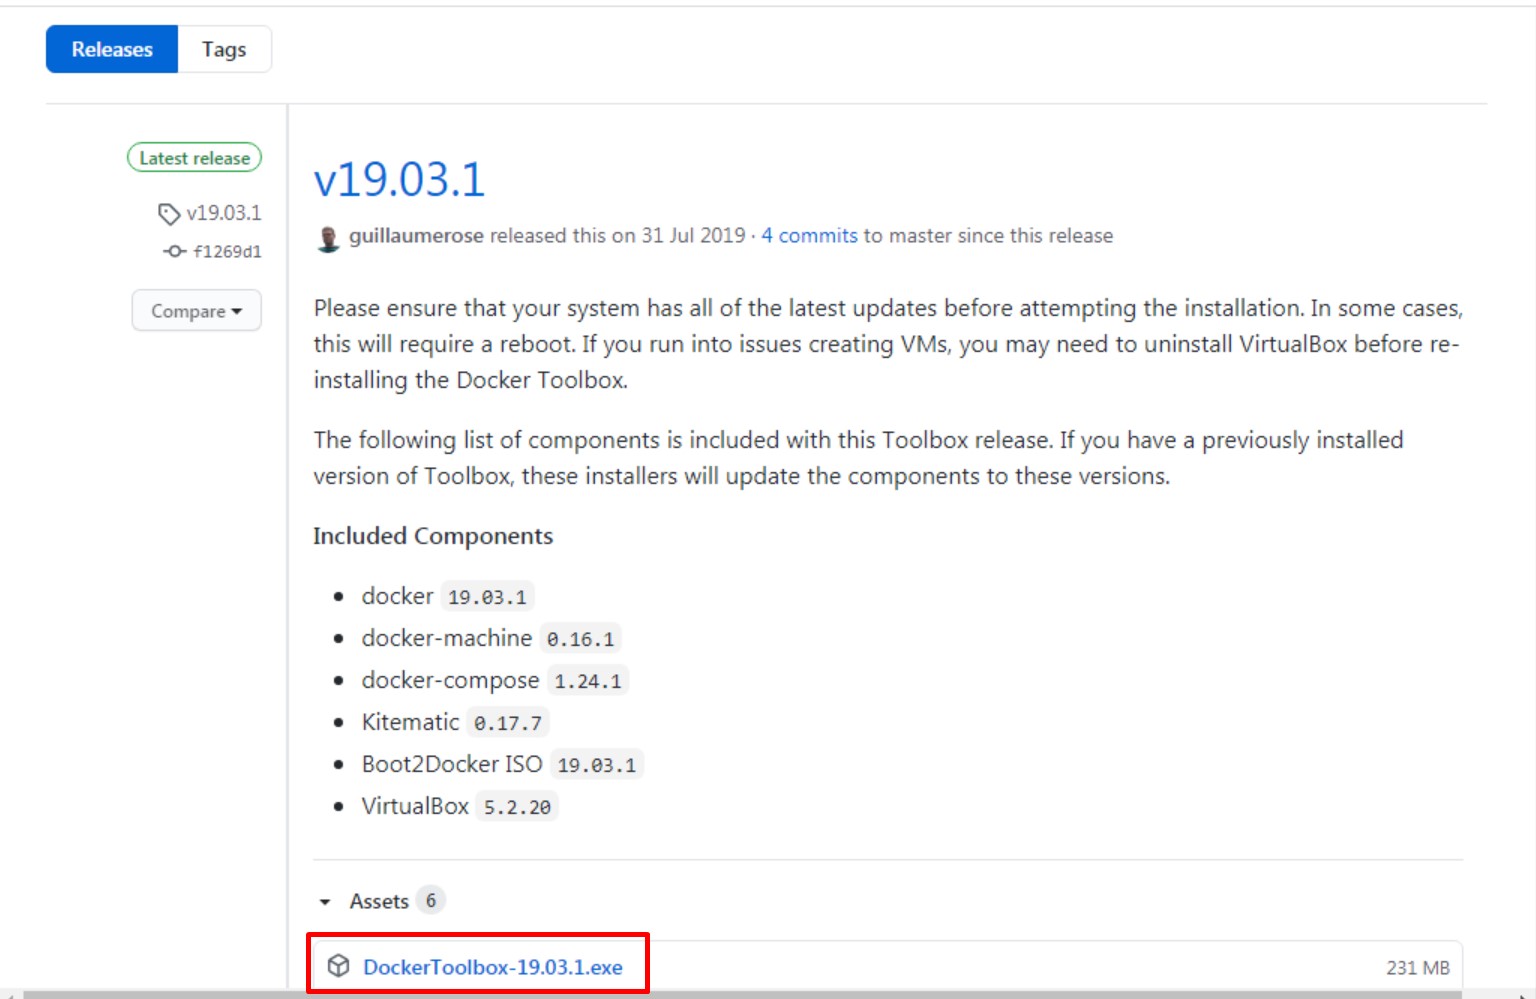 Releases Tags
Latest release
v19.03.1
f1269d1
Compare
v19.03.1
guillaumerose released this on 31 Jul 2019 · 4 commits to master since this release
Please ensure that your system has all of the latest updates before attempting the installation. In some cases,
this will require a reboot. If you run into issues creating VMs, you may need to uninstall VirtualBox before re-
installing the Docker Toolbox.
The following list of components is included with this Toolbox release. If you have a previously installed
version of Toolbox, these installers will update the components to these versions.
Included Components
docker 19.03.1
docker-machine 0.16.1
docker-compose 1.24.1
Kitematic 0.17.7
Boot2Docker ISO 19.03.1
VirtualBox 5.2.20
Assets 6
DockerToolbox-19.03.1.exe 231 MB